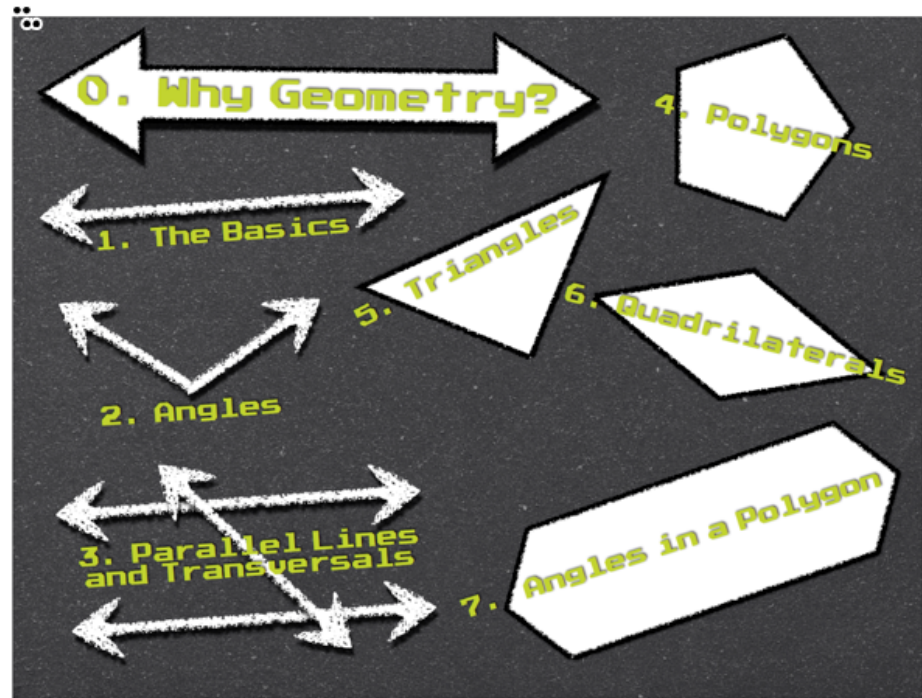 0. Why Geometry?
1. The Basics
2. Angles
3. Parallel Lines
and Transversals
4. Polygons
5. Triangles
6. Quadrilaterals
7. Angles in a Polygon